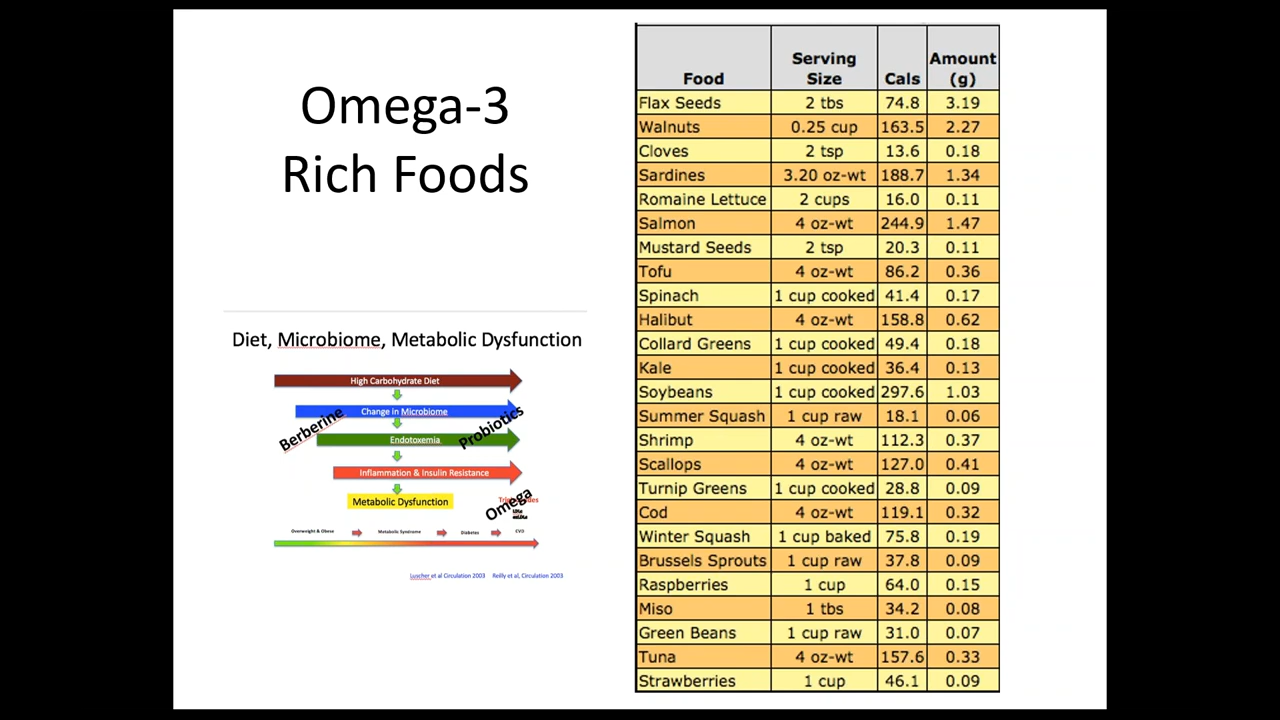 Omega-3
Rich Foods
Diet, Microbiome, Metabolic Dysfunction
High Carbohydrate Diet
Change in Microbiome
Berberine
Probiotics
Endotoxemia
Inflammation & Insulin Resistance
Metabolic Dysfunction
Omega
Overweight & Obese Metabolic Syndrome Diabetes CVD
Luscher et al Circulation 2003 Reilly et al, Circulation 2003
Food Serving Size Cals Amount (g)
Flax Seeds 2 tbs 74.8 3.19
Walnuts 0.25 cup 163.5 2.27
Cloves 2 tsp 13.6 0.18
Sardines 3.20 oz-wt 188.7 1.34
Romaine Lettuce 2 cups 16.0 0.11
Salmon 4 oz-wt 244.9 1.47
Mustard Seeds 2 tsp 20.3 0.11
Tofu 4 oz-wt 86.2 0.36
Spinach 1 cup cooked 41.4 0.17
Halibut 4 oz-wt 158.8 0.62
Collard Greens 1 cup cooked 49.4 0.18
Kale 1 cup cooked 36.4 0.13
Soybeans 1 cup cooked 297.6 1.03
Summer Squash 1 cup raw 18.1 0.06
Shrimp 4 oz-wt 112.3 0.37
Scallops 4 oz-wt 127.0 0.41
Turnip Greens 1 cup cooked 28.8 0.09
Cod 4 oz-wt 119.1 0.32
Winter Squash 1 cup baked 75.8 0.19
Brussels Sprouts 1 cup raw 37.8 0.09
Raspberries 1 cup 64.0 0.15
Miso 1 tbs 34.2 0.08
Green Beans 1 cup raw 31.0 0.07
Tuna 4 oz-wt 157.6 0.33
Strawberries 1 cup 46.1 0.09